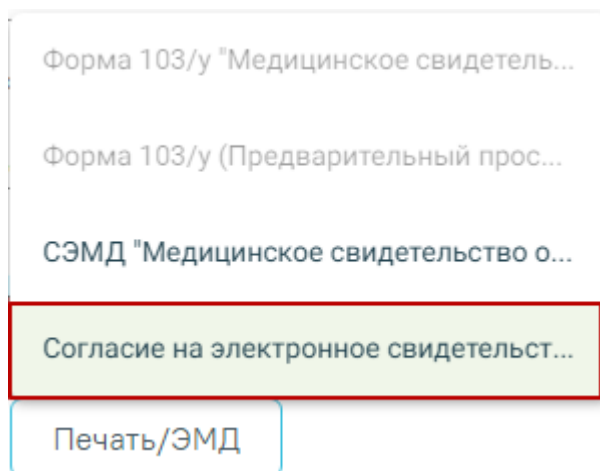 Форма 103/у "Медицинское свидетель...
Форма 103/у (Предварительный прос...
СЭМД "Медицинское свидетельство о...
Согласие на электронное свидетельст...
Печать/ЭМД